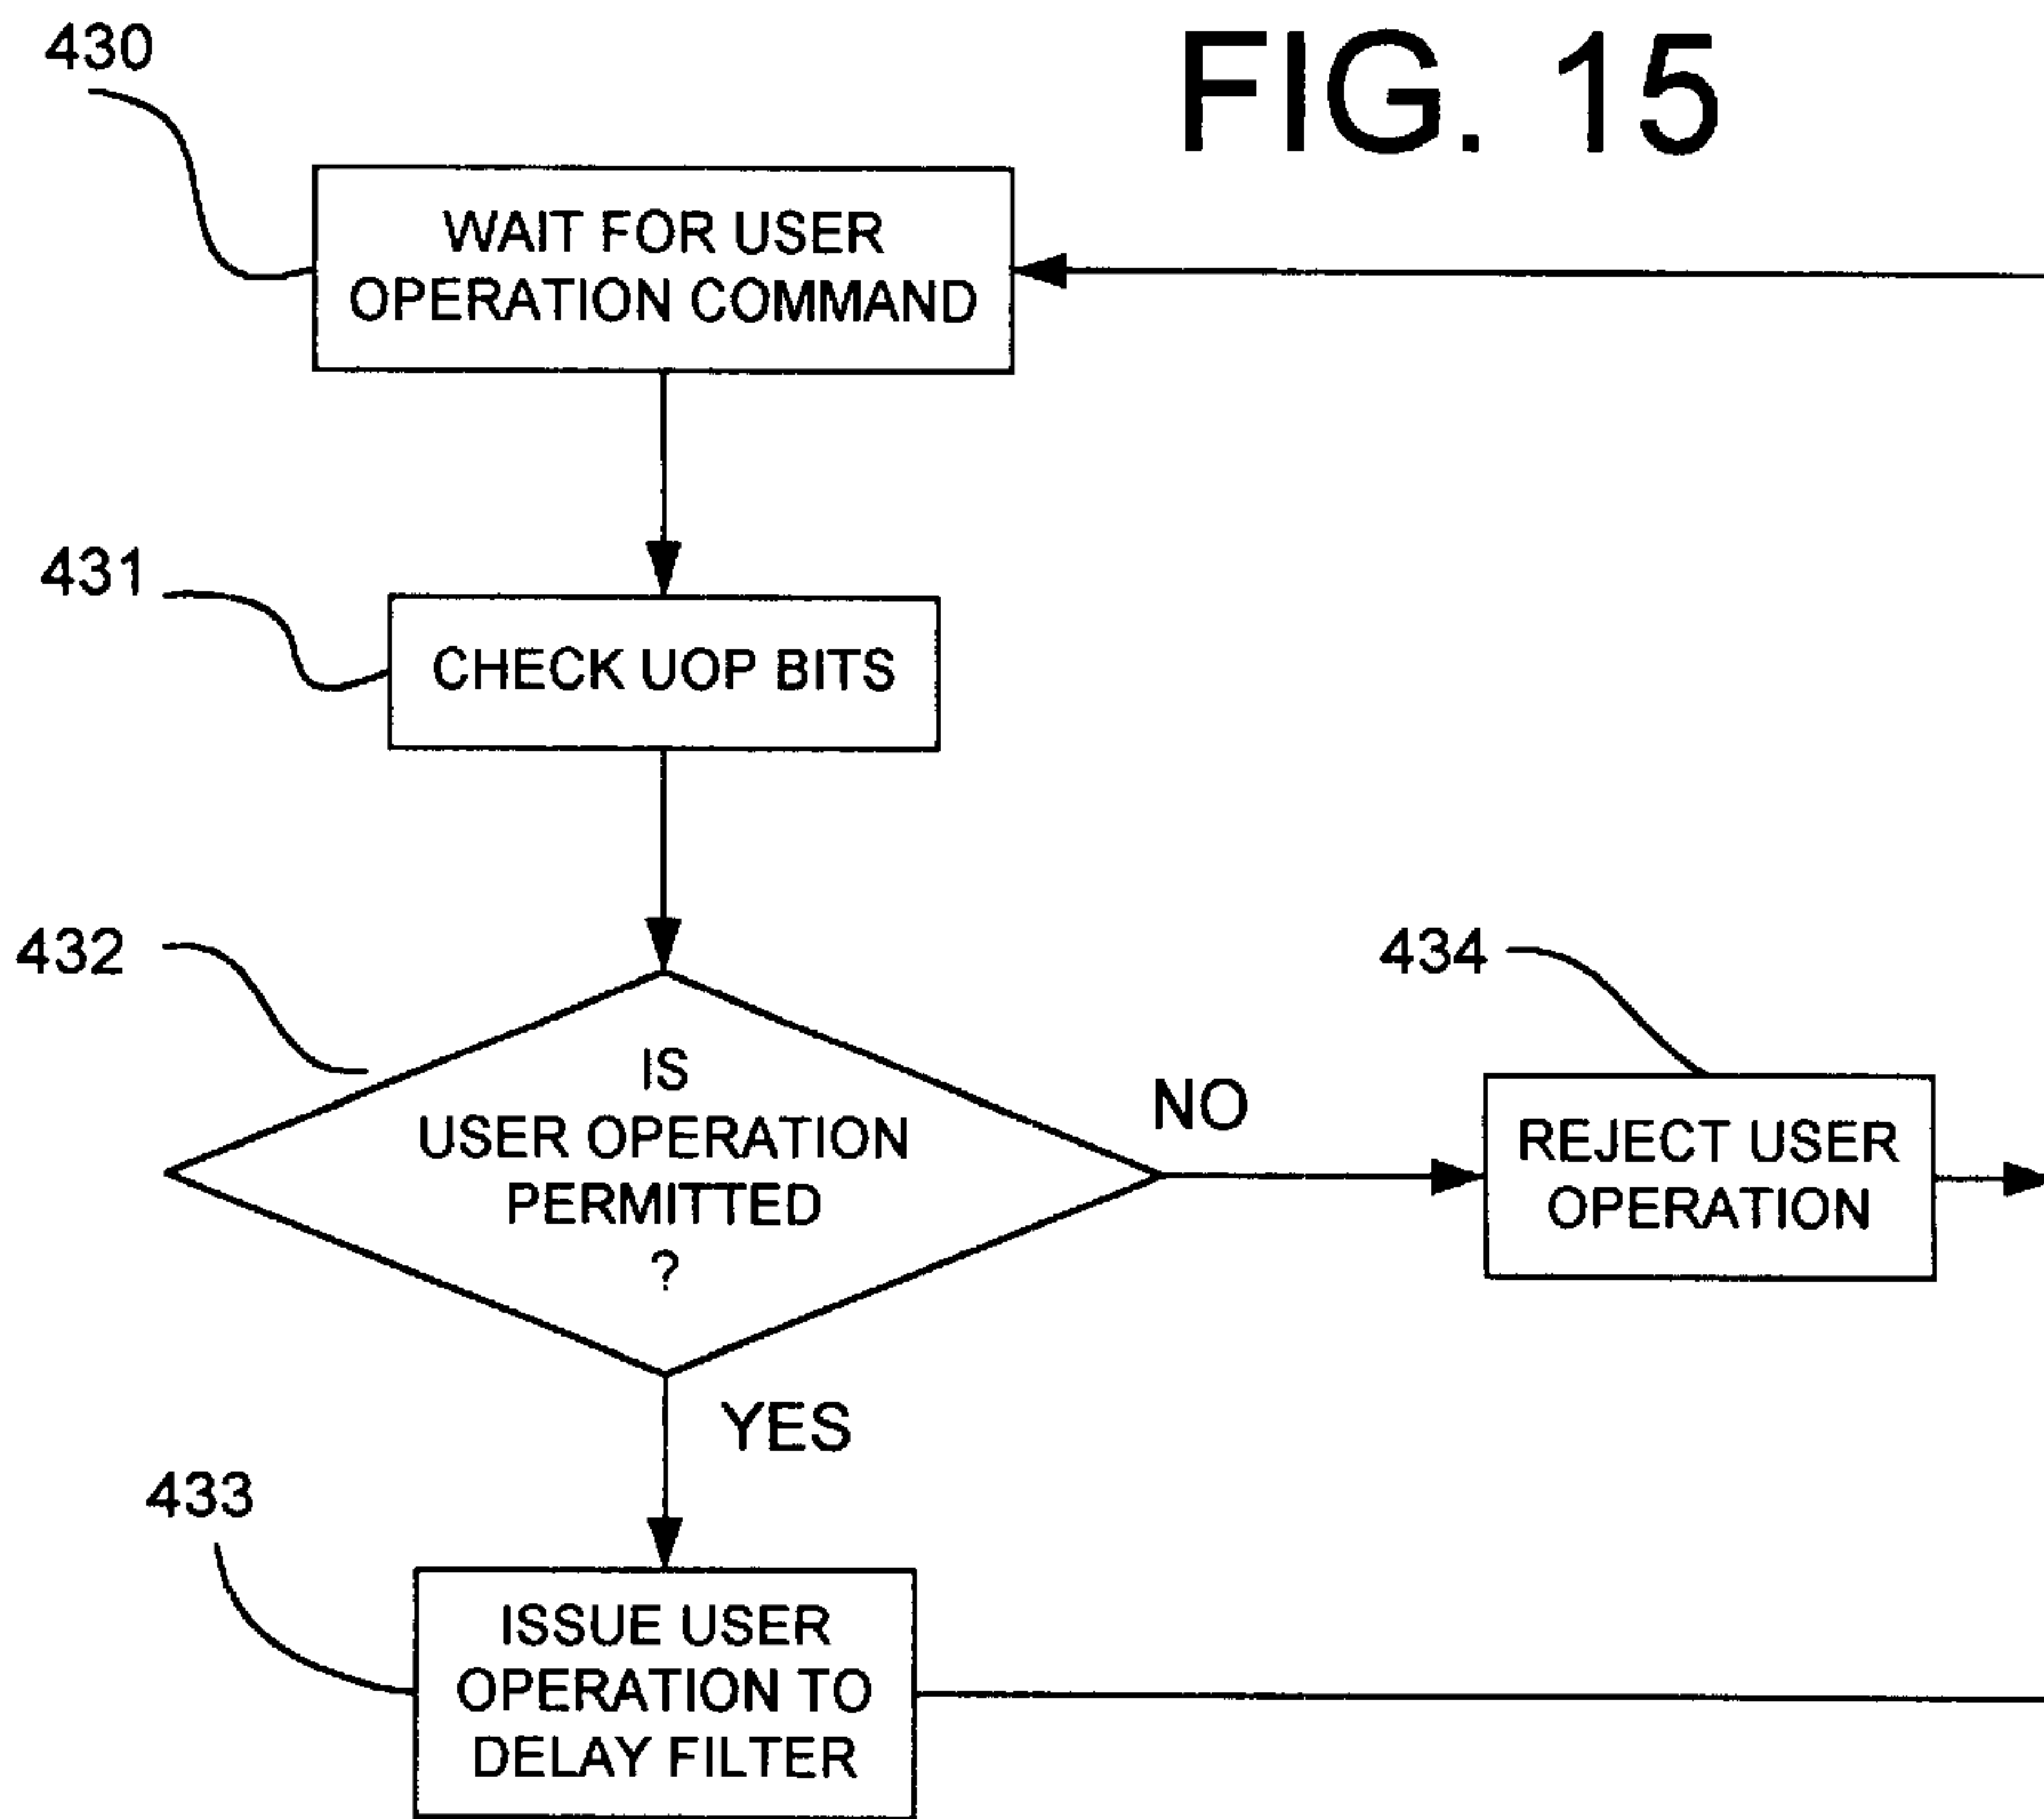 FIG. 15
430
WAIT FOR USER
OPERATION COMMAND
431
CHECK UOP BITS
432
IS
USER OPERATION
PERMITTED
?
NO
434
REJECT USER
OPERATION
YES
433
ISSUE USER
OPERATION TO
DELAY FILTER